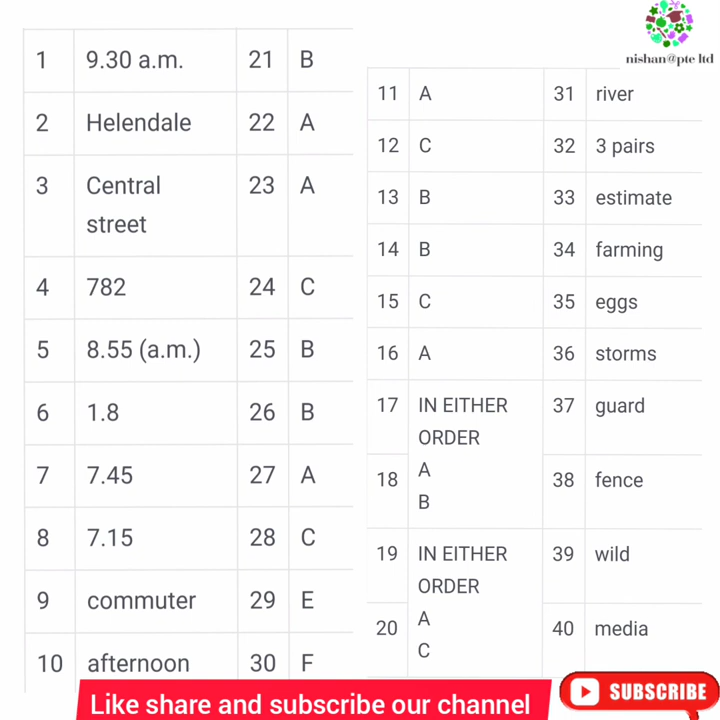 nishan@pte ltd
1 9.30 a.m. 21 B
2 Helendale 22 A
3 Central 23 A
street
4 782 24 C
5 8.55 (a.m.) 25 B
6 1.8 26 B
7 7.45 27 A
8 7.15 28 C
9 commuter 29 E
10 afternoon 30 F
11 A 31 river
12 C 32 3 pairs
13 B 33 estimate
14 B 34 farming
15 C 35 eggs
16 A 36 storms
17 IN EITHER 37 guard
ORDER
A
18 38 fence
B
19 IN EITHER 39 wild
ORDER
A
20 40 media
C
Like share and subscribe our channel
SUBSCRIBE